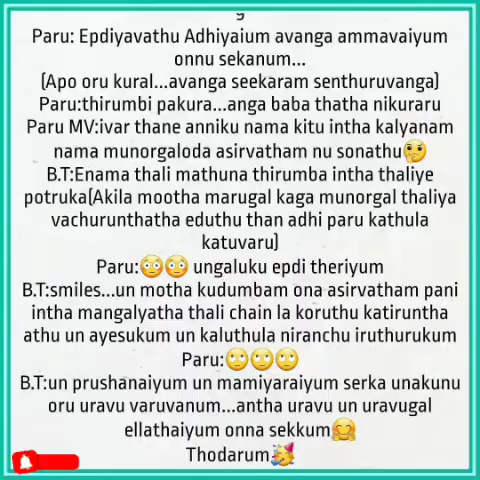 Paru: Epdiyavathu Adhiyaium avanga ammavaiyum
onnu sekanum...
(Apo oru kural...avanga seekaram senthuruvanga)
Paru:thirumbi pakura...anga baba thatha nikuraru
Paru MV:ivar thane anniku nama kitu intha kalyanam
nama munorgaloda asirvatham nu sonathu🤔
B.T:Enama thali mathuna thirumba intha thaliye
potruka(Akila mootha marugal kaga munorgal thaliya
vachurunthatha eduthu than adhi paru kathula
katuvaru)
Paru:😳😳 ungaluku epdi theriyum
B.T:smiles...un motha kudumbam ona asirvatham pani
intha mangalyatha thali chain la koruthu katiruntha
athu un ayesukum un kaluthula niranchu iruthurukum
Paru:🙄🙄🙄
B.T:un prushanaiyum un mamiyaraiyum serka unakunu
oru uravu varuvanum...antha uravu un uravugal
ellathaiyum onna sekkum🤗
Thodarum🥳